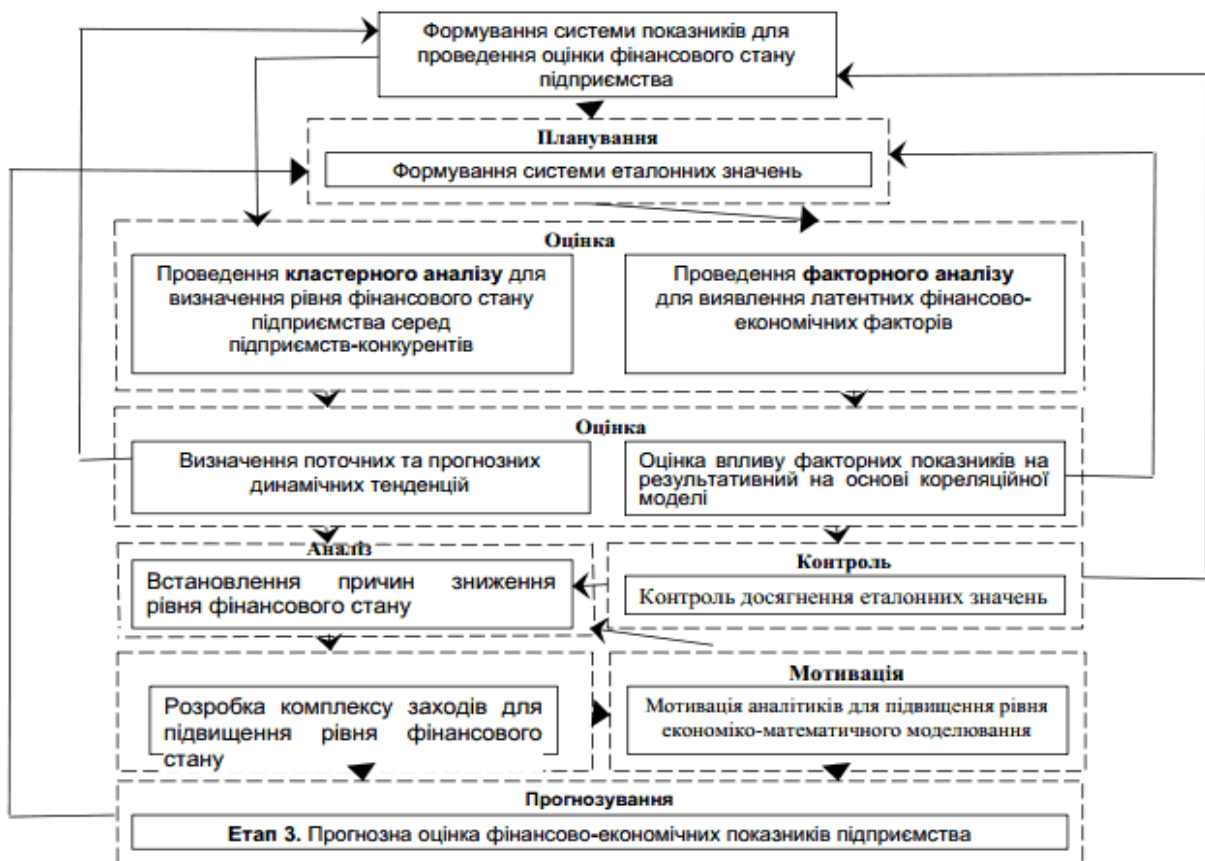 Формування системи показників для
проведення оцінки фінансового стану
підприємства
Планування
Формування системи еталонних значень
Оцінка
Проведення кластерного аналізу для
визначення рівня фінансового стану
підприємства серед
підприємств-конкурентів
Проведення факторного аналізу
для виявлення латентних фінансово-
економічних факторів
Оцінка
Визначення поточних та прогнозних
динамічних тенденцій
Оцінка впливу факторних показників на
результативний на основі кореляційної
моделі
Аналіз
Встановлення причин зниження
рівня фінансового стану
Контроль
Контроль досягнення еталонних значень
Розробка комплексу заходів для
підвищення рівня фінансового
стану
Мотивація
Мотивація аналітиків для підвищення рівня
економіко-математичного моделювання
Прогнозування
Етап 3. Прогнозна оцінка фінансово-економічних показників підприємства